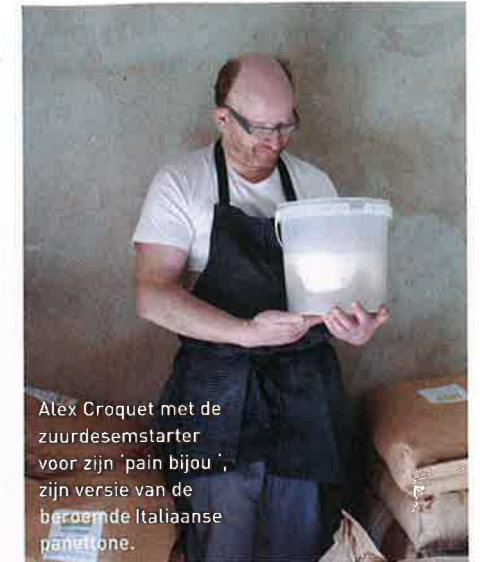 Alex Croquet met de
zuurdesemstarter
voor zijn ‘pain bijou ’,
zijn versie van de
beroemde Italiaanse
panettone.